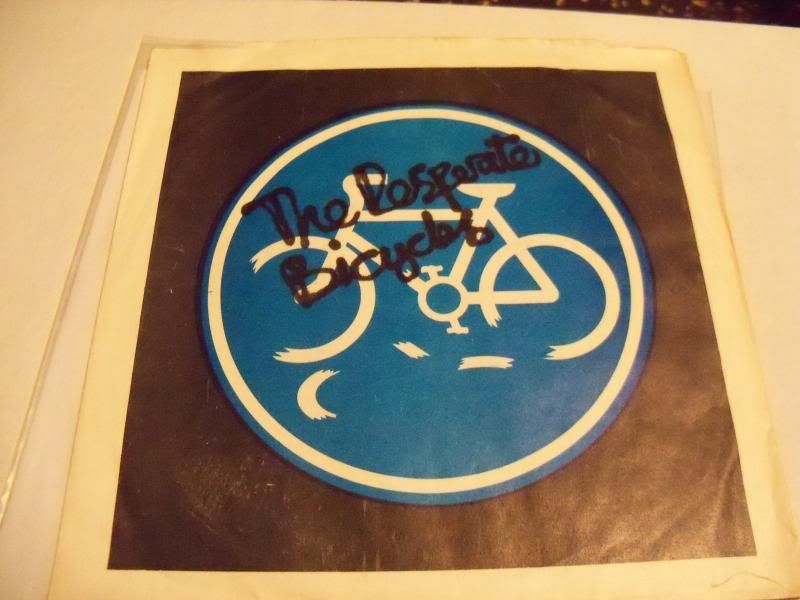 The Desperate
Bicycles